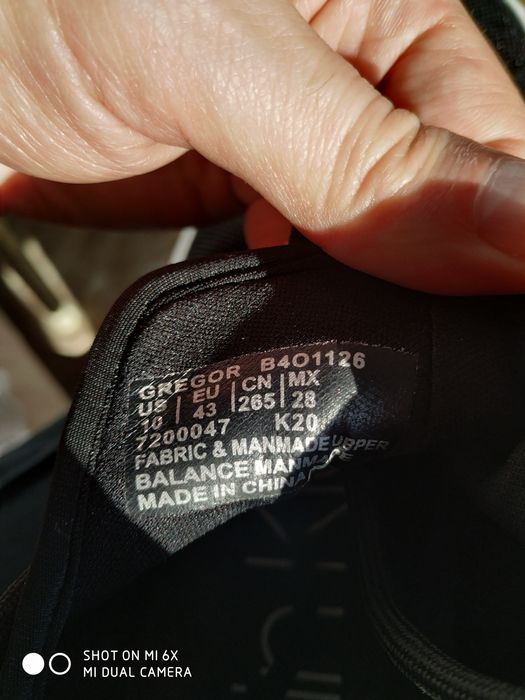 GREGOR B4O1126
US | EU | CN | MX
10 | 43 | 265 | 28
7200047 K20
FABRIC & MANMADE UPPER
BALANCE MANMADE
MADE IN CHINA
SHOT ON MI 6X
MI DUAL CAMERA